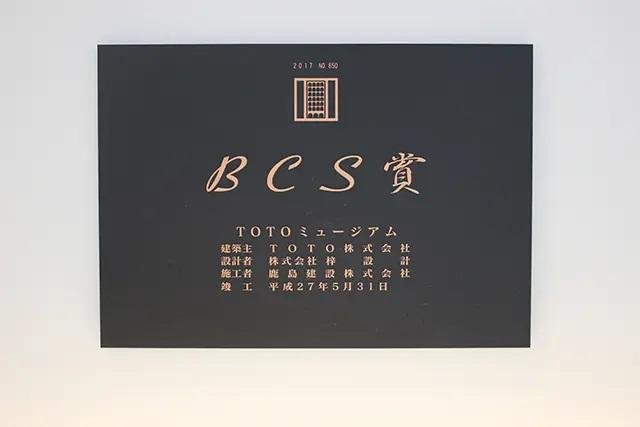 2017 NO.850
BCS賞
TOTOミュージアム
建築主 TOTO株式会社
設計者 株式会社梓設計
施工者 鹿島建設株式会社
竣工 平成27年5月31日